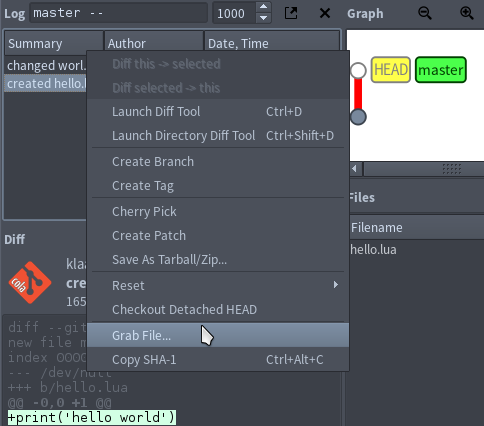 Log master -- 1000 Graph
Summary Author Date, Time
changed worl
created hello.l
HEAD master
Diff this -> selected
Diff selected -> this
Launch Diff Tool Ctrl+D
Launch Directory Diff Tool Ctrl+Shift+D
Create Branch
Create Tag
Cherry Pick
Create Patch
Save As Tarball/Zip...
Reset
Checkout Detached HEAD
Grab File...
Copy SHA-1 Ctrl+Alt+C
Files
Filename
hello.lua
Diff
cola
klaa
cre
165
diff --git
new file m
index 0000
--- /dev/null
+++ b/hello.lua
@@ -0,0 +1 @@
+print('hello world')